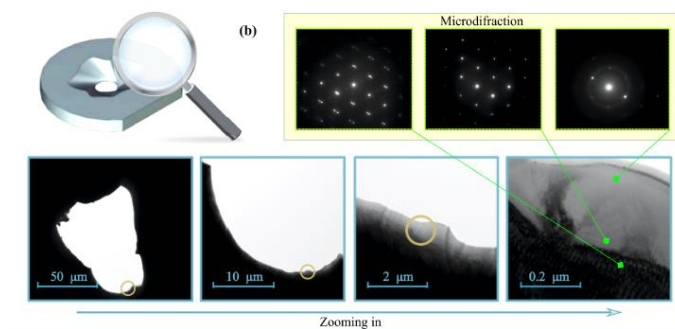 Microdifraction
(b)
50 μm
10 μm
2 μm
0.2 μm
Zooming in